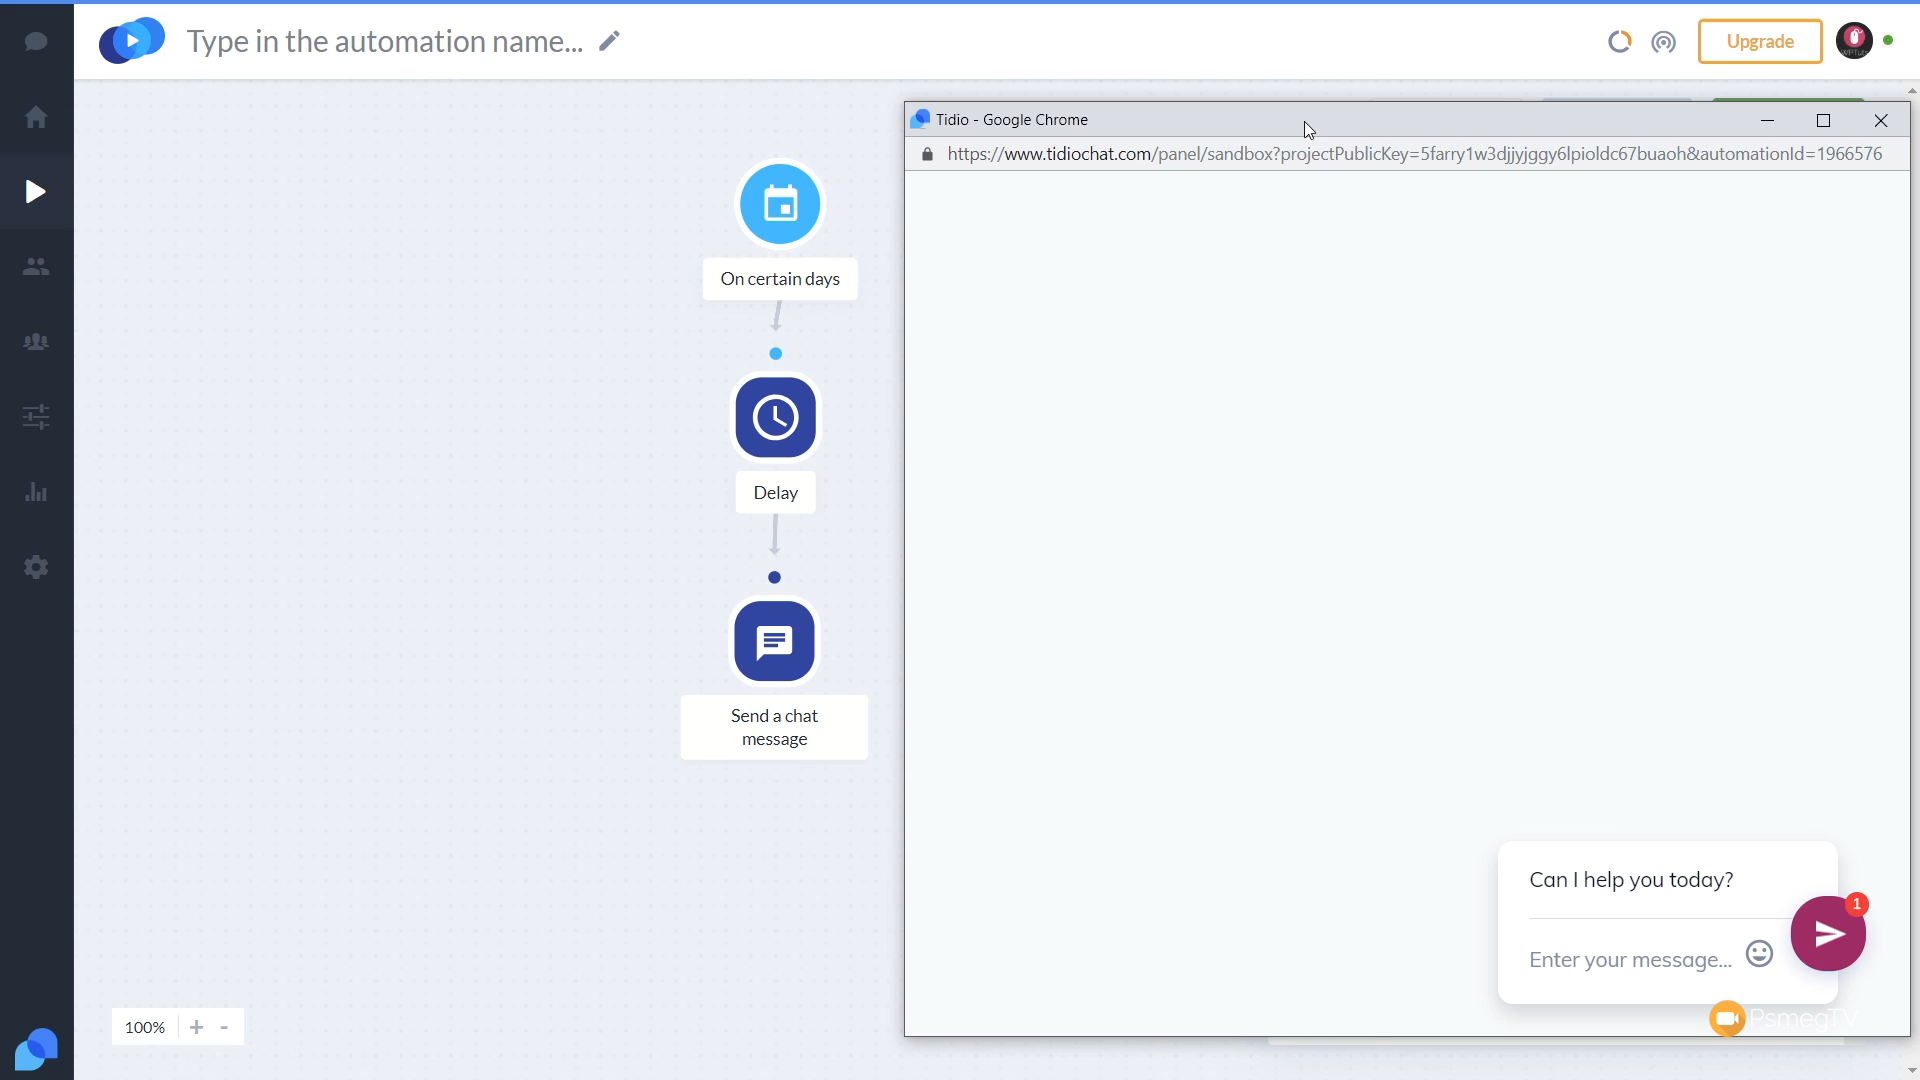 Type in the automation name...
Upgrade
Tidio - Google Chrome
https://www.tidiochat.com/panel/sandbox?projectPublicKey=5farry1w3djjyjggy6lpioldc67buaoh&automationId=1966576
On certain days
Delay
Send a chat
message
Can I help you today?
1
Enter your message...
PsmegTV
100% + -